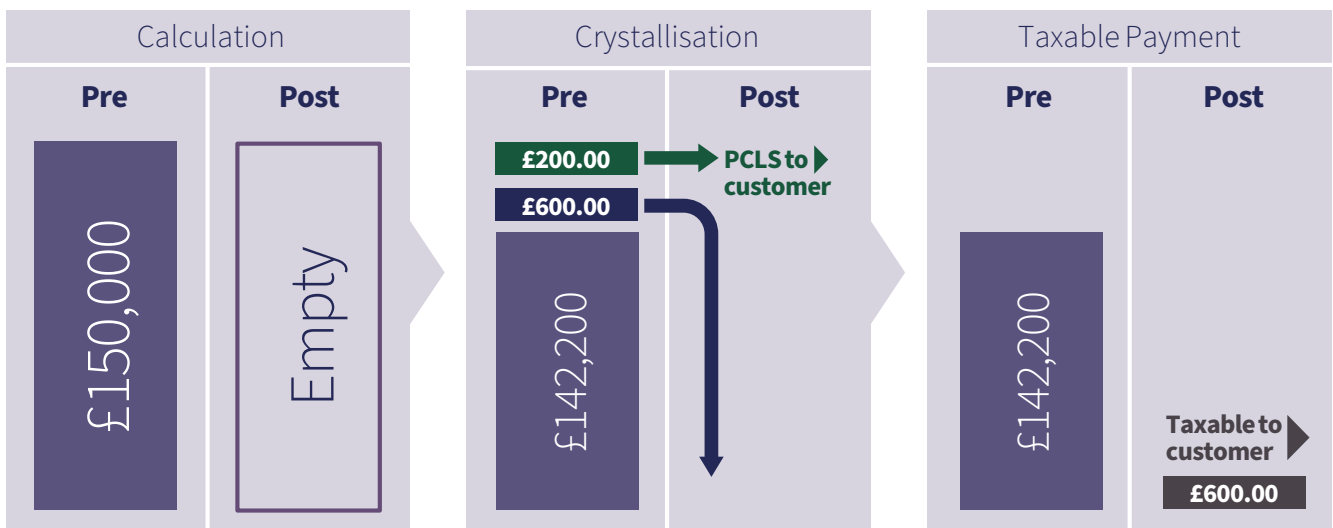 Calculation
Pre
Post
£150,000
Empty
Crystallisation
Pre
Post
£200.00
PCLS to
customer
£600.00
£142,200
Taxable Payment
Pre
Post
£142,200
Taxable to
customer
£600.00